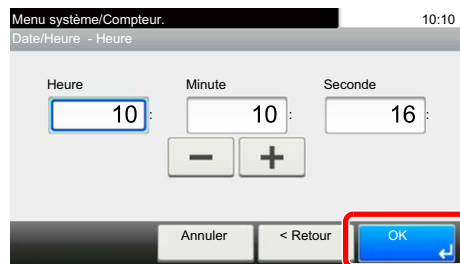 Menu système/Compteur. 10:10
Date/Heure - Heure
Heure Minute Seconde
10 : 10 : 16 :
− +
Annuler < Retour OK